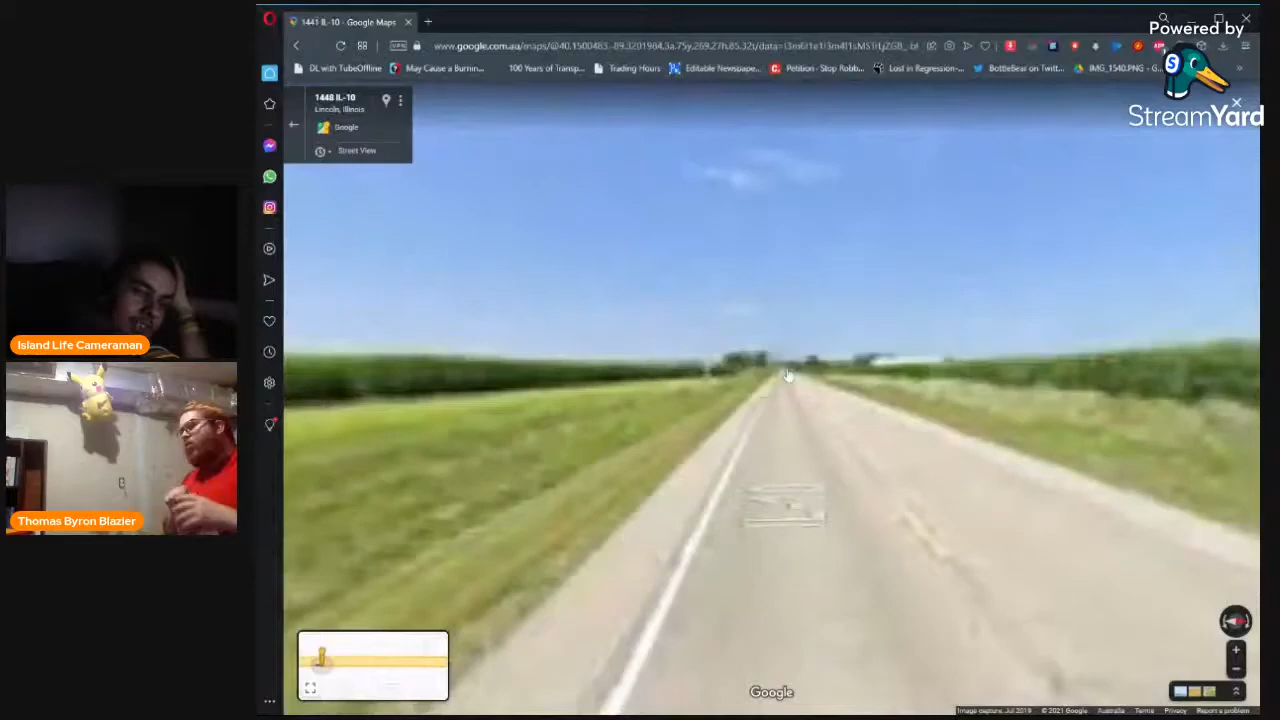 1441 IL-10 - Google Maps
Powered by
StreamYard
VPN
www.google.com.au/maps/@40.1500483,-89.3201984,3a,75y,269.27h,85.32t/data=
DL with TubeOffline
May Cause a Burnin...
100 Years of Transp...
Trading Hours
Editable Newspape...
Petition · Stop Robb...
Lost in Regression-...
BottleBear on Twitt...
IMG_1540.PNG - G...
1448 IL-10
Lincoln, Illinois
Google
Street View
Island Life Cameraman
Thomas Byron Blazier
Google
Image capture: Jul 2019 © 2021 Google Australia Terms Privacy Report a problem